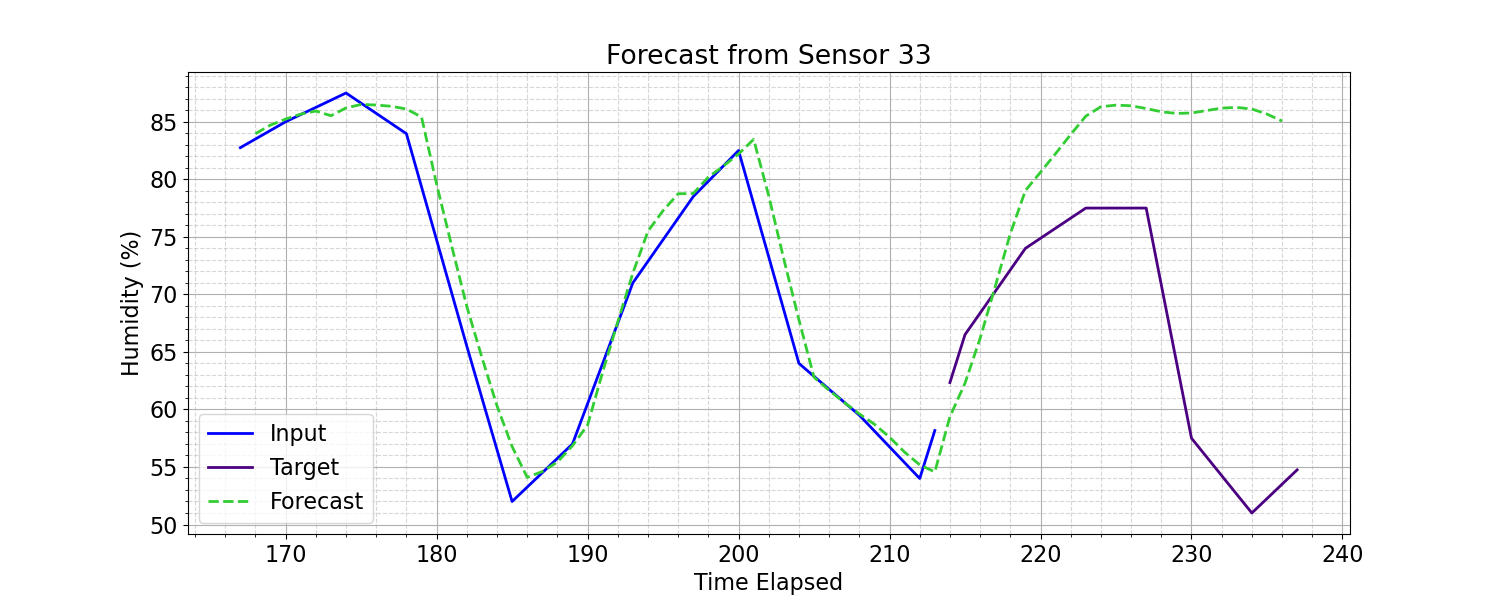 Forecast from Sensor 33
Humidity (%)
85
80
75
70
65
60
55
50
Input
Target
Forecast
170 180 190 200 210 220 230 240
Time Elapsed